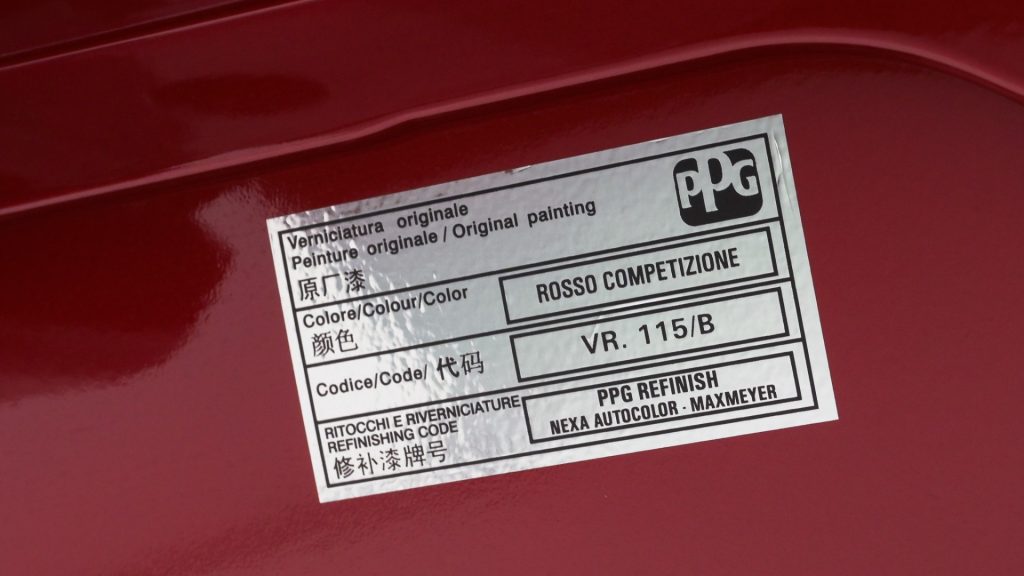 PPG
Verniciatura originale
Peinture originale / Original painting
原厂漆
Colore/Colour/Color
颜色
ROSSO COMPETIZIONE
Codice/Code/ 代码
VR. 115/B
RITOCCHI E RIVERNICIATURE
REFINISHING CODE
修补漆牌号
PPG REFINISH
NEXA AUTOCOLOR - MAXMEYER